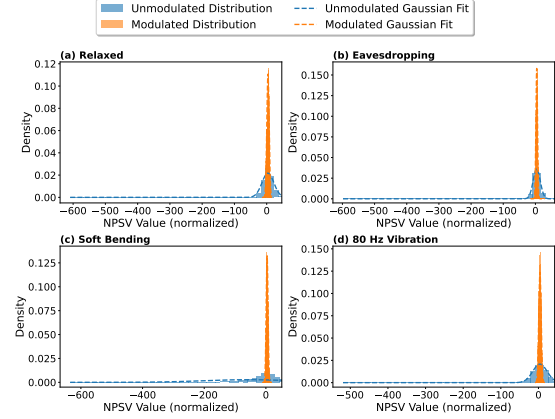 Unmodulated Distribution
Modulated Distribution
Unmodulated Gaussian Fit
Modulated Gaussian Fit
(a) Relaxed
0.12
0.10
0.08
0.06
0.04
0.02
0.00
Density
−600 −500 −400 −300 −200 −100 0
NPSV Value (normalized)
(b) Eavesdropping
0.150
0.125
0.100
0.075
0.050
0.025
0.000
Density
−600 −500 −400 −300 −200 −100 0
NPSV Value (normalized)
(c) Soft Bending
0.125
0.100
0.075
0.050
0.025
0.000
Density
−600 −500 −400 −300 −200 −100 0
NPSV Value (normalized)
(d) 80 Hz Vibration
0.150
0.125
0.100
0.075
0.050
0.025
0.000
Density
−500 −400 −300 −200 −100 0
NPSV Value (normalized)